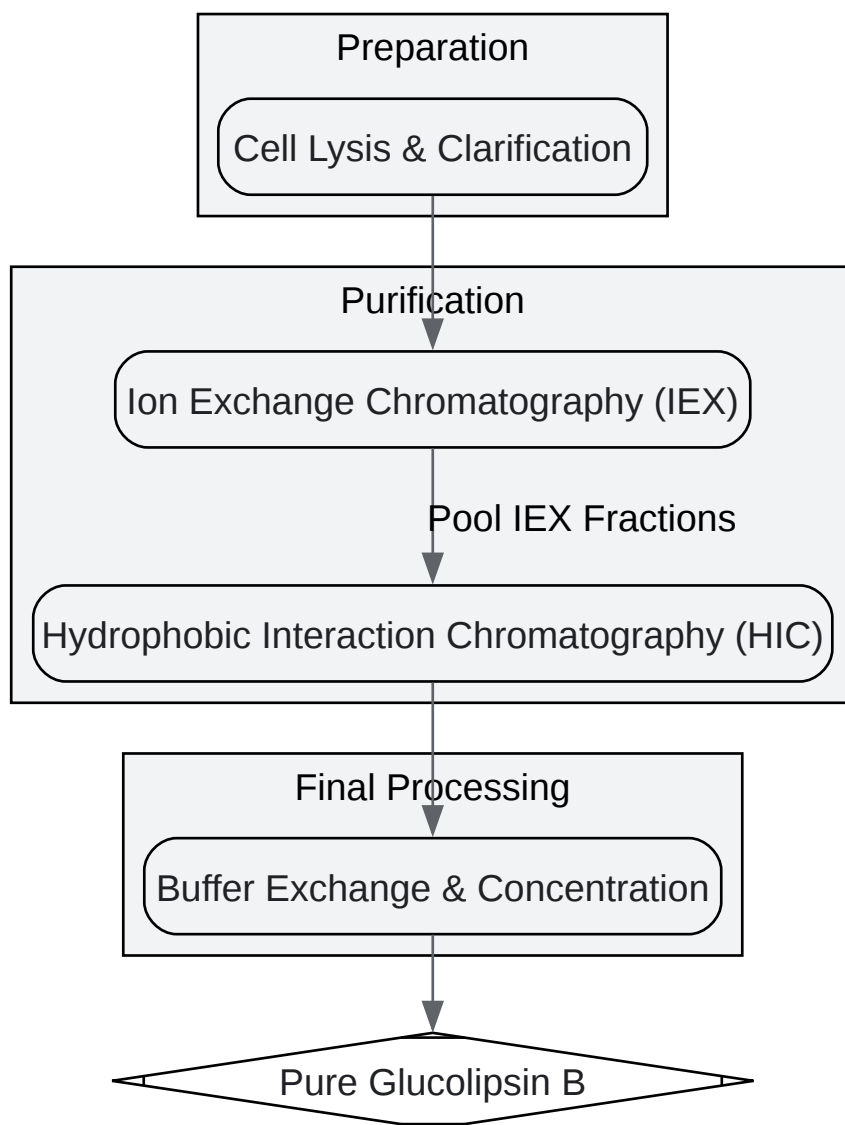 Preparation
Cell Lysis & Clarification
Purification
Ion Exchange Chromatography (IEX)
Pool IEX Fractions
Hydrophobic Interaction Chromatography (HIC)
Final Processing
Buffer Exchange & Concentration
Pure Glucolipsin B